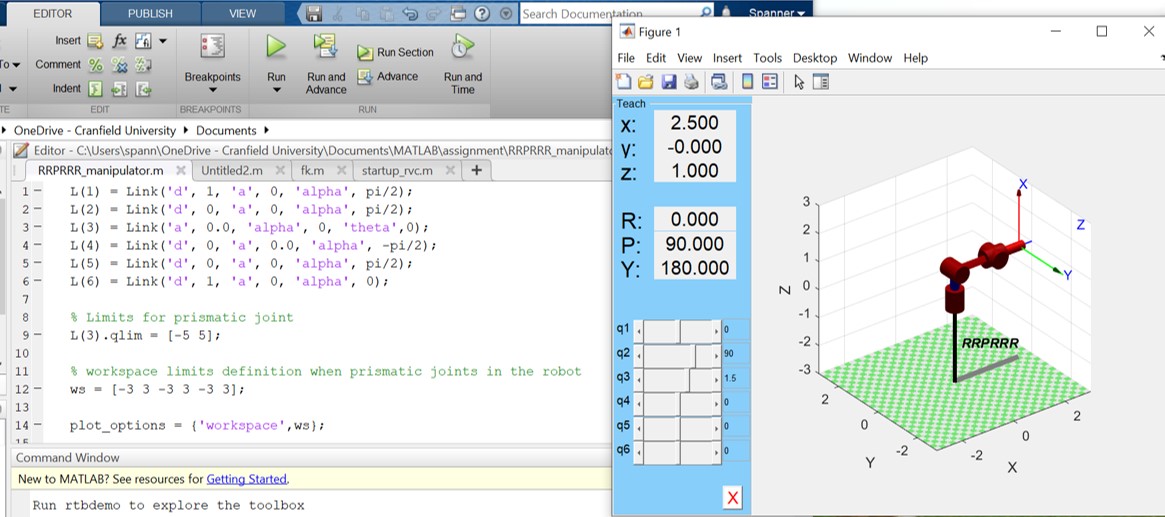 EDITOR PUBLISH VIEW
Search Documentation
Spanner
Insert
fx
Comment
Indent
EDIT
Breakpoints
BREAKPOINTS
Run
Run and Advance
Run Section
Advance
Run and Time
RUN
OneDrive - Cranfield University Documents
Editor - C:\Users\spann\OneDrive - Cranfield University\Documents\MATLAB\assignment\RRPRRR_manipulato
RRPRRR_manipulator.m Untitled2.m fk.m startup_rvc.m +
1 L(1) = Link('d', 1, 'a', 0, 'alpha', pi/2);
2 L(2) = Link('d', 0, 'a', 0, 'alpha', pi/2);
3 L(3) = Link('a', 0.0, 'alpha', 0, 'theta',0);
4 L(4) = Link('d', 0, 'a', 0.0, 'alpha', -pi/2);
5 L(5) = Link('d', 0, 'a', 0, 'alpha', pi/2);
6 L(6) = Link('d', 1, 'a', 0, 'alpha', 0);
7
8 % Limits for prismatic joint
9 L(3).qlim = [-5 5];
10
11 % workspace limits definition when prismatic joints in the robot
12 ws = [-3 3 -3 3 -3 3];
13
14 plot_options = {'workspace',ws};
15
Command Window
New to MATLAB? See resources for Getting Started.
Run rtbdemo to explore the toolbox
Figure 1
File Edit View Insert Tools Desktop Window Help
Teach
x: 2.500
y: -0.000
z: 1.000
R: 0.000
P: 90.000
Y: 180.000
q1 0
q2 90
q3 1.5
q4 0
q5 0
q6 0
X
3
2
1
0
-1
-2
-3
Z
X
Z
Y
RRPRRR
2
0
-2
Y
-2
0
2
X